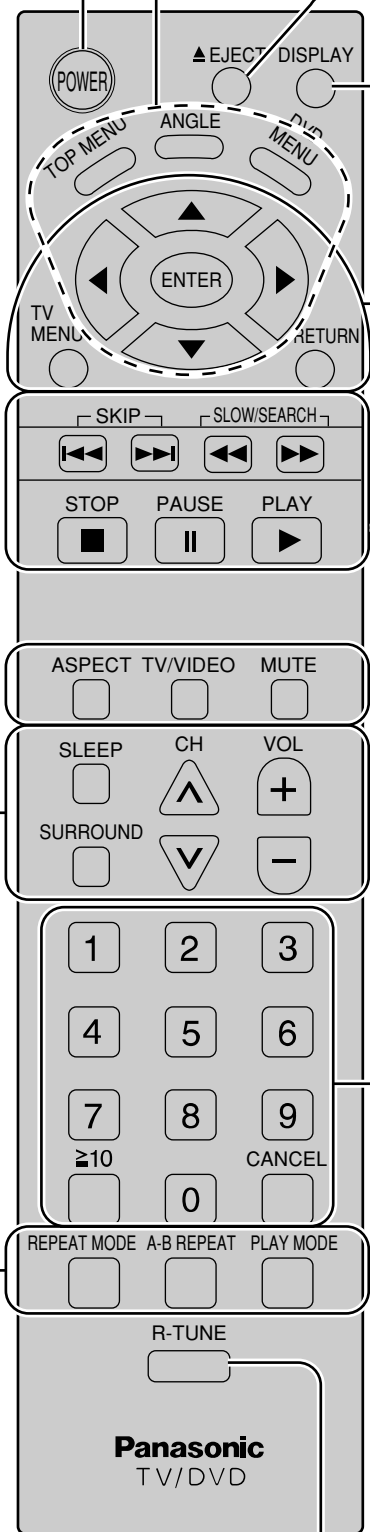 POWER
▲EJECT DISPLAY
TOP MENU ANGLE DVD MENU
ENTER
TV MENU RETURN
SKIP SLOW/SEARCH
STOP PAUSE PLAY
ASPECT TV/VIDEO MUTE
SLEEP CH VOL
+
SURROUND
−
1 2 3
4 5 6
7 8 9
≧10 CANCEL
0
REPEAT MODE A-B REPEAT PLAY MODE
R-TUNE
Panasonic
TV/DVD